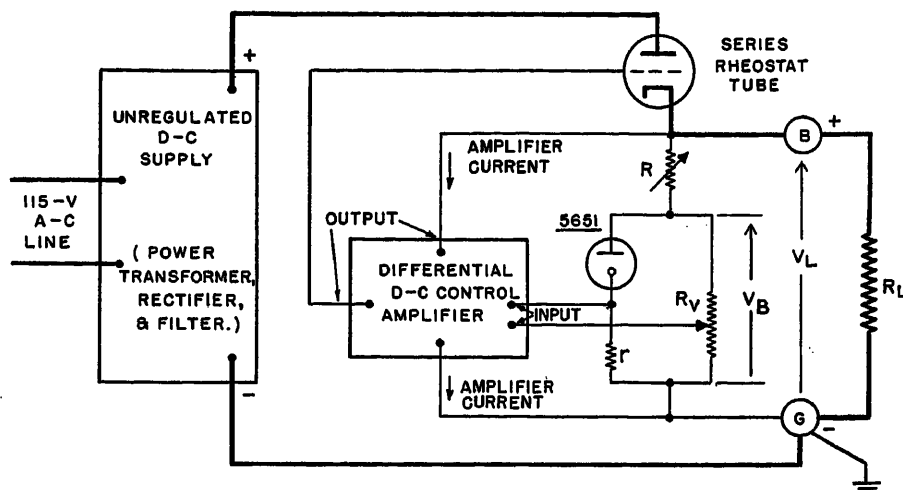 +
UNREGULATED
D-C
SUPPLY
115-V
A-C
LINE
( POWER
TRANSFORMER,
RECTIFIER,
& FILTER.)
-
SERIES
RHEOSTAT
TUBE
AMPLIFIER
CURRENT
OUTPUT
DIFFERENTIAL
D-C CONTROL
AMPLIFIER
INPUT
AMPLIFIER
CURRENT
R
5651
r
RV
VB
B
+
VL
RL
G
-